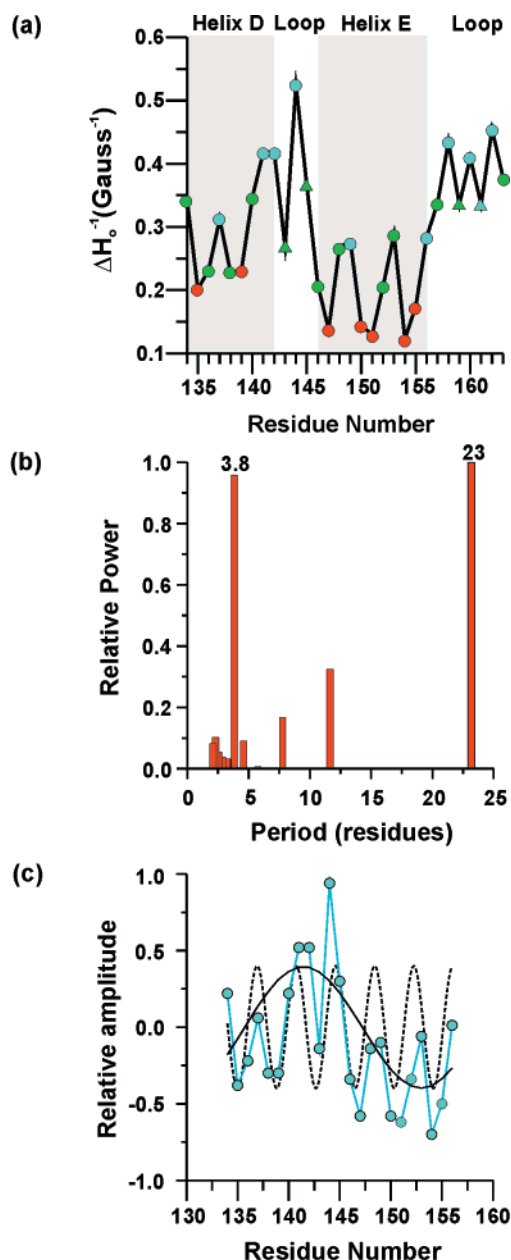 (a)
Helix D Loop Helix E Loop
0.6
0.5
0.4
0.3
0.2
0.1
ΔHₒ⁻¹(Gauss⁻¹)
135 140 145 150 155 160
Residue Number
(b)
3.8 23
1.0
0.8
0.6
0.4
0.2
0.0
Relative Power
0 5 10 15 20 25
Period (residues)
(c)
1.0
0.5
0.0
-0.5
-1.0
Relative amplitude
130 135 140 145 150 155 160
Residue Number